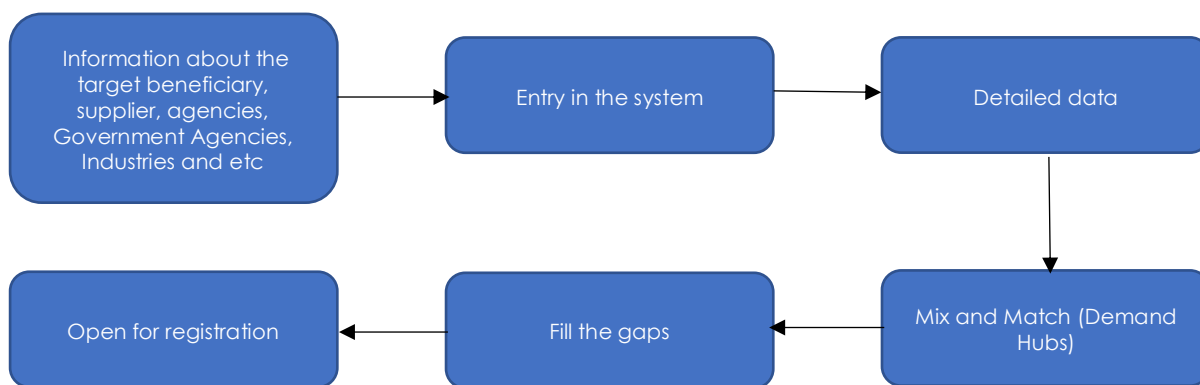 Information about the
target beneficiary,
supplier, agencies,
Government Agencies,
Industries and etc
Entry in the system
Detailed data
Open for registration
Fill the gaps
Mix and Match (Demand
Hubs)